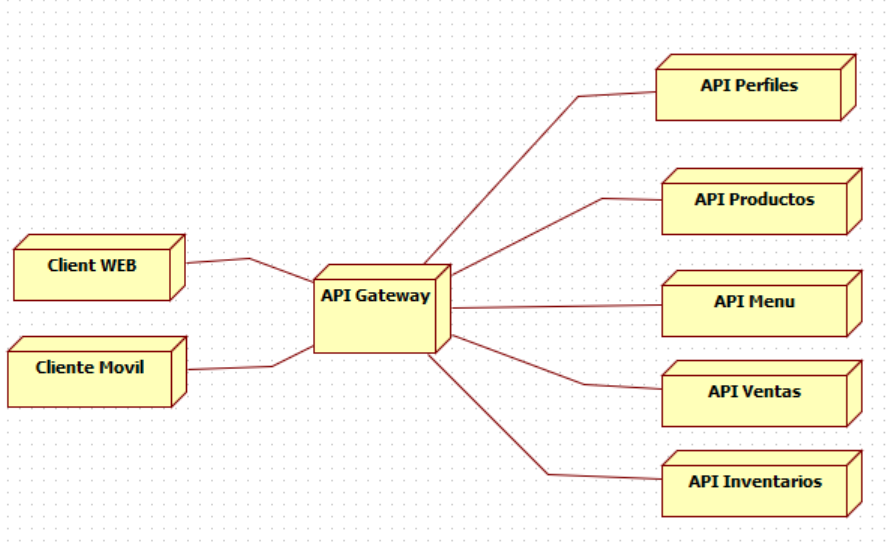 API Perfiles
API Productos
Client WEB
API Gateway
API Menu
Cliente Movil
API Ventas
API Inventarios